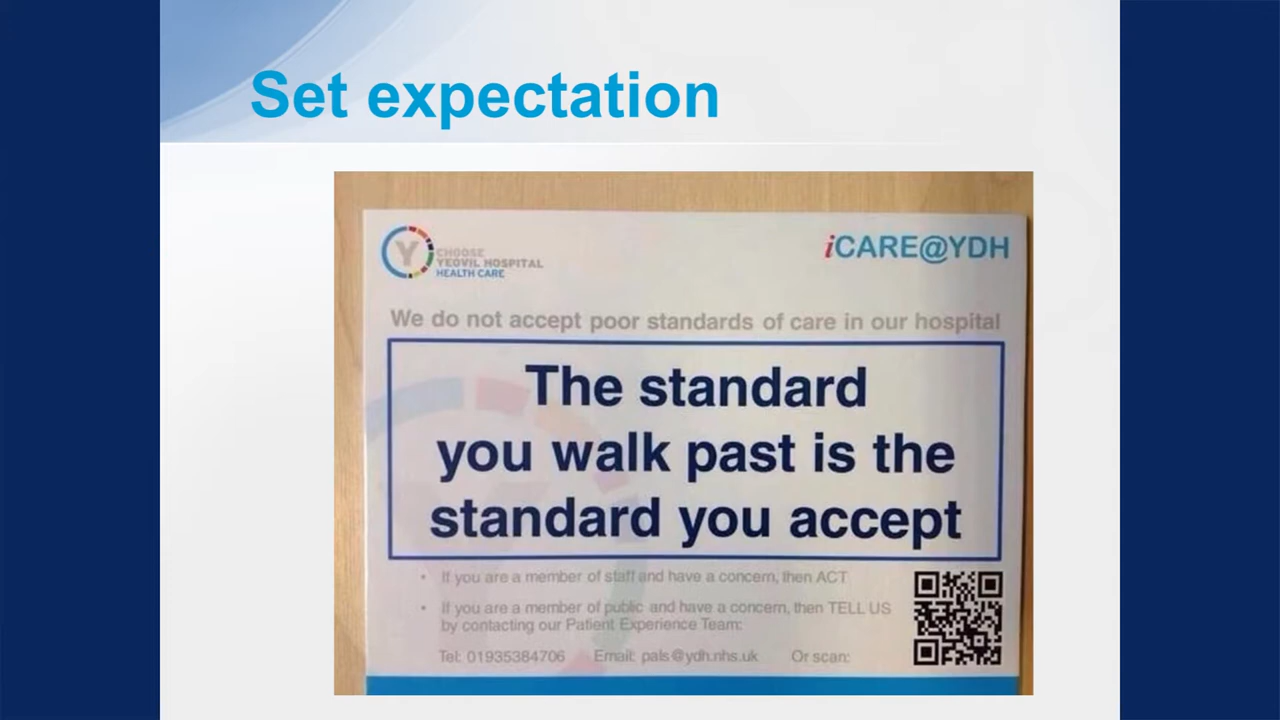 Set expectation
Y
CHOOSE
YEOVIL HOSPITAL
HEALTH CARE
iCARE@YDH
We do not accept poor standards of care in our hospital
The standard
you walk past is the
standard you accept
• If you are a member of staff and have a concern, then ACT
• If you are a member of public and have a concern, then TELL US
by contacting our Patient Experience Team:
Tel: 01935384706 Email: pals@ydh.nhs.uk Or scan: